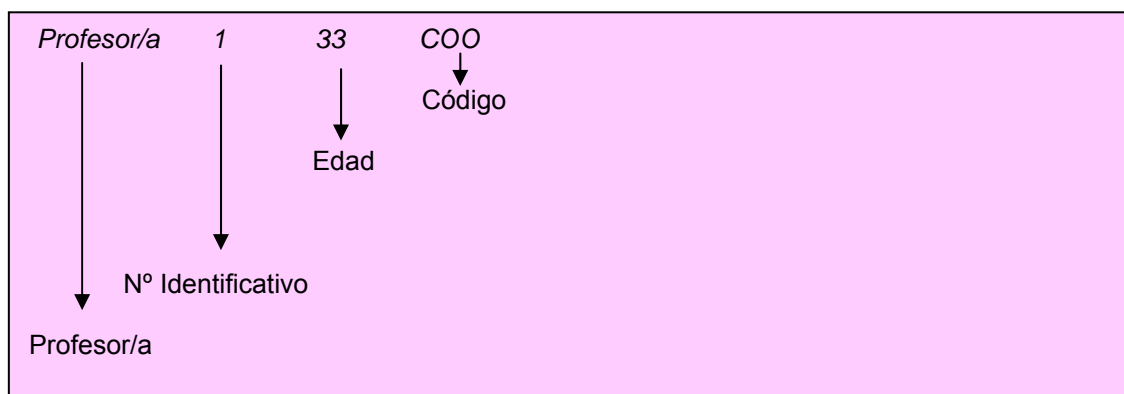 Profesor/a 1 33 COO
Código
Edad
Nº Identificativo
Profesor/a